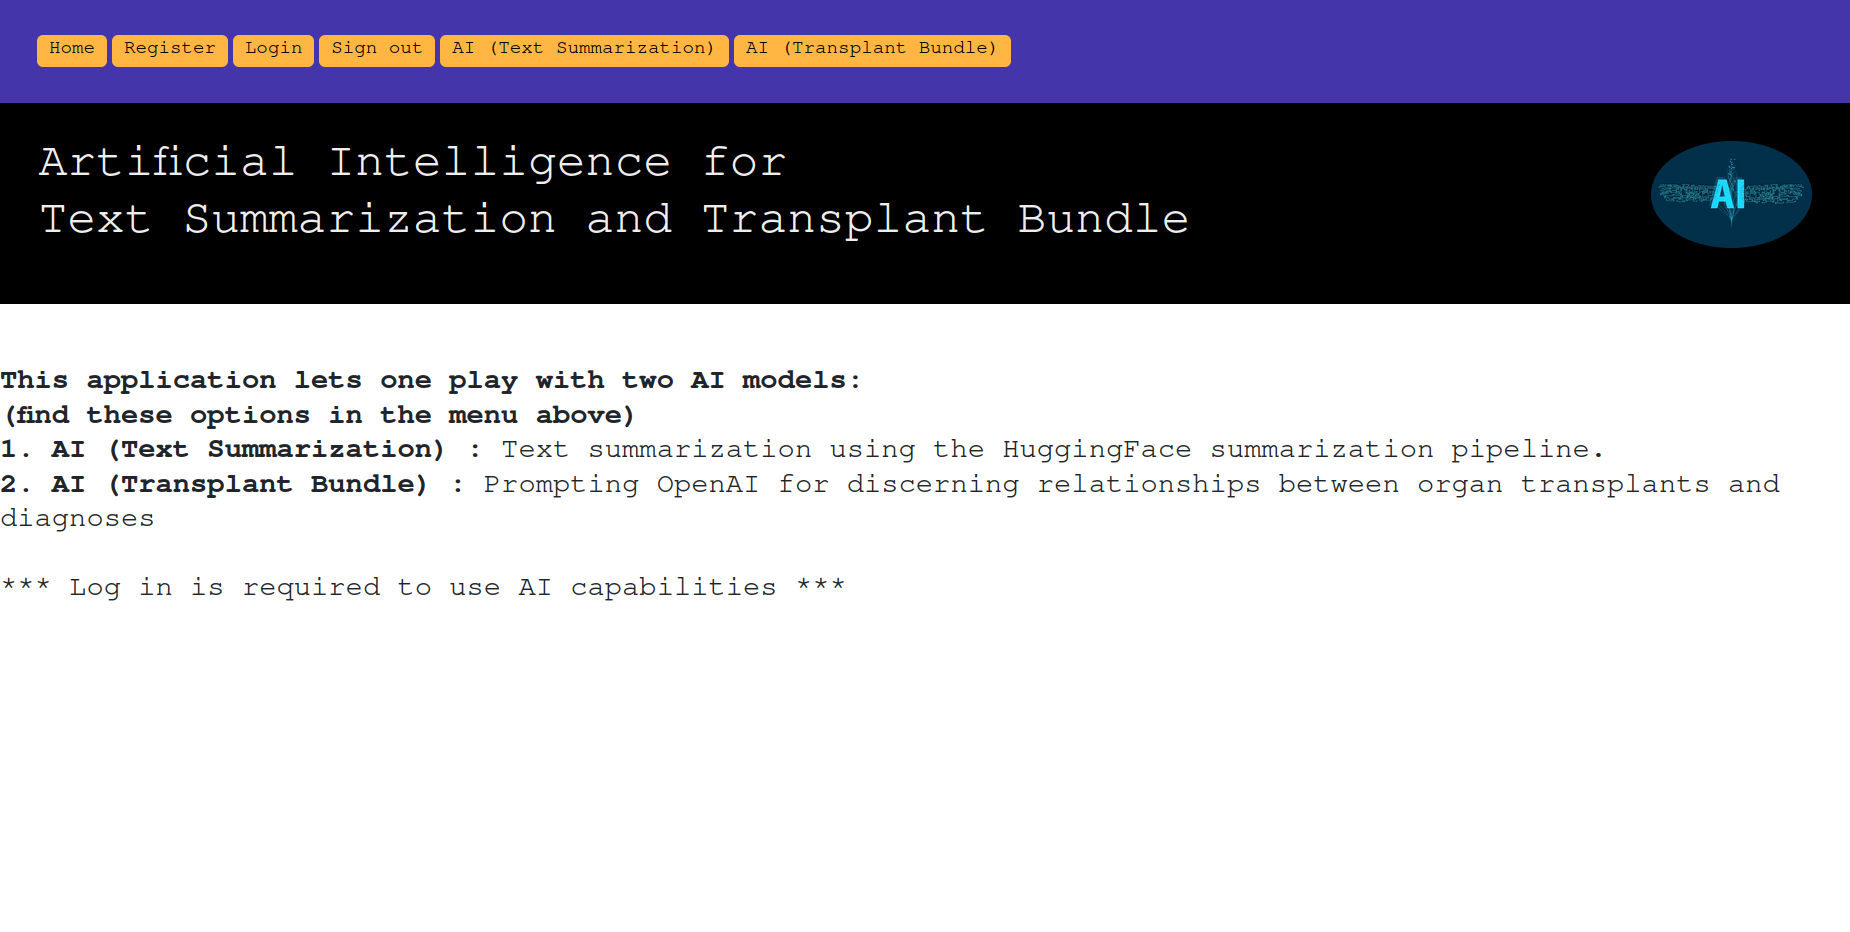 Home Register Login Sign out AI (Text Summarization) AI (Transplant Bundle)
Artificial Intelligence for
Text Summarization and Transplant Bundle
AI
This application lets one play with two AI models:
(find these options in the menu above)
1. AI (Text Summarization) : Text summarization using the HuggingFace summarization pipeline.
2. AI (Transplant Bundle) : Prompting OpenAI for discerning relationships between organ transplants and
diagnoses
*** Log in is required to use AI capabilities ***